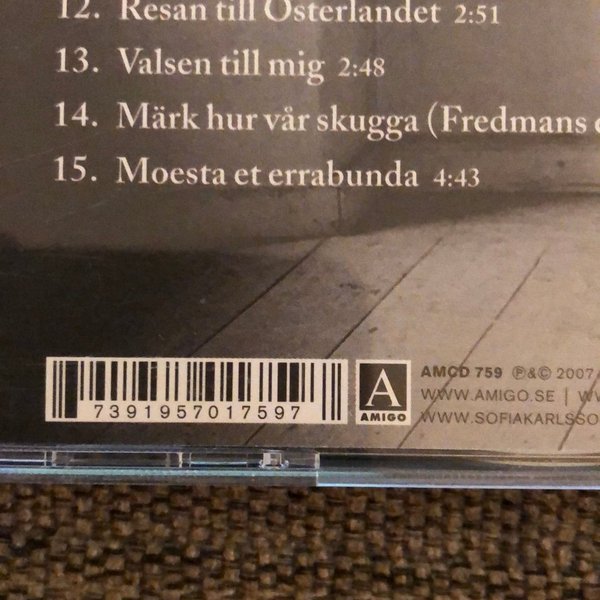 12. Resan till Österlandet 2:51
13. Valsen till mig 2:48
14. Märk hur vår skugga (Fredmans
15. Moesta et errabunda 4:43
7391957017597
A
AMIGO
AMCD 759 ℗&© 2007
WWW.AMIGO.SE |
WWW.SOFIAKARLSSO